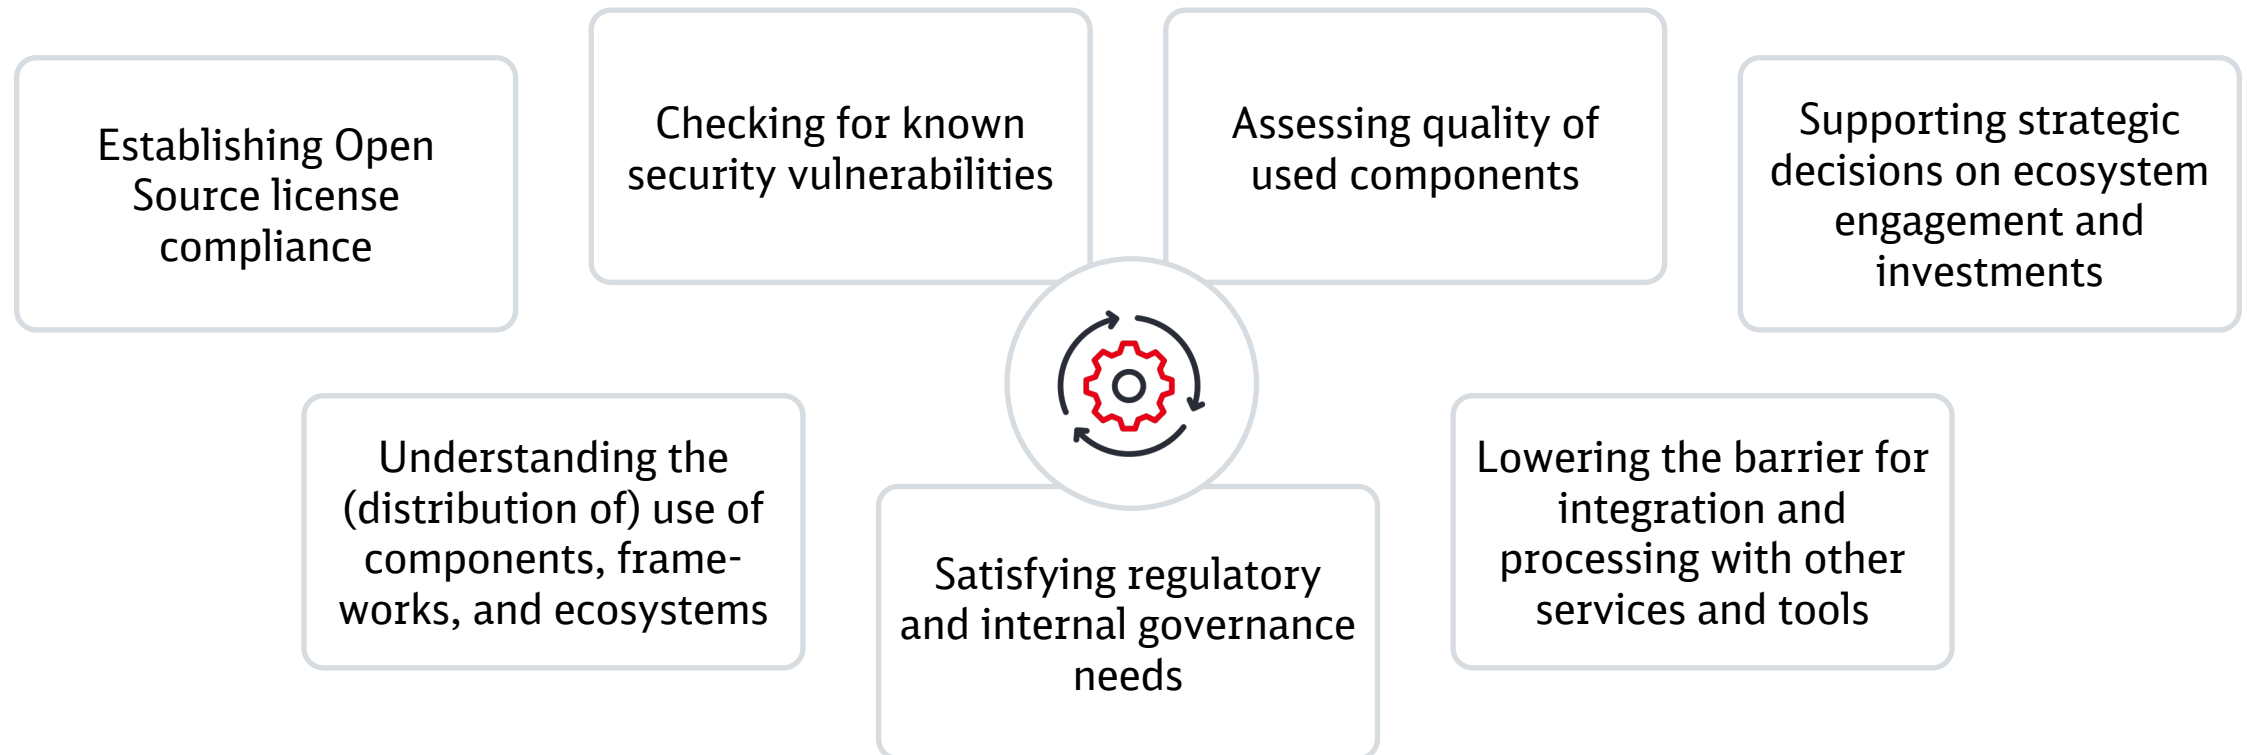 Establishing Open
Source license
compliance
Checking for known
security vulnerabilities
Assessing quality of
used components
Supporting strategic
decisions on ecosystem
engagement and
investments
Understanding the
(distribution of) use of
components, frame-
works, and ecosystems
Satisfying regulatory
and internal governance
needs
Lowering the barrier for
integration and
processing with other
services and tools